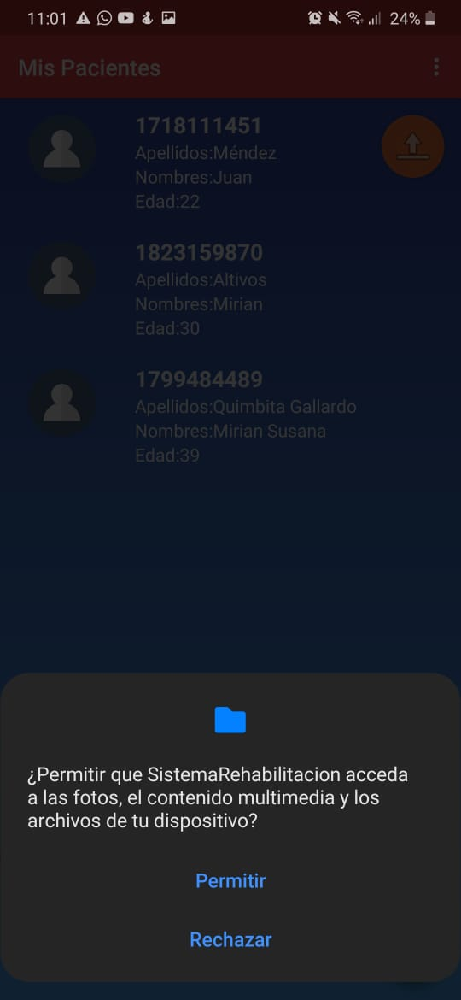 11:01
24%
Mis Pacientes
1718111451
Apellidos:Méndez
Nombres:Juan
Edad:22
1823159870
Apellidos:Altivos
Nombres:Mirian
Edad:30
1799484489
Apellidos:Quimbita Gallardo
Nombres:Mirian Susana
Edad:39
¿Permitir que SistemaRehabilitacion acceda
a las fotos, el contenido multimedia y los
archivos de tu dispositivo?
Permitir
Rechazar